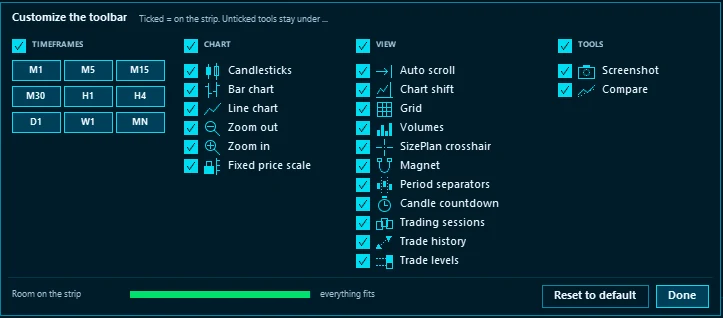 Customize the toolbar Ticked = on the strip. Unticked tools stay under ...
TIMEFRAMES
M1 M5 M15
M30 H1 H4
D1 W1 MN
CHART
Candlesticks
Bar chart
Line chart
Zoom out
Zoom in
Fixed price scale
VIEW
Auto scroll
Chart shift
Grid
Volumes
SizePlan crosshair
Magnet
Period separators
Candle countdown
Trading sessions
Trade history
Trade levels
TOOLS
Screenshot
Compare
Room on the strip everything fits
Reset to default Done